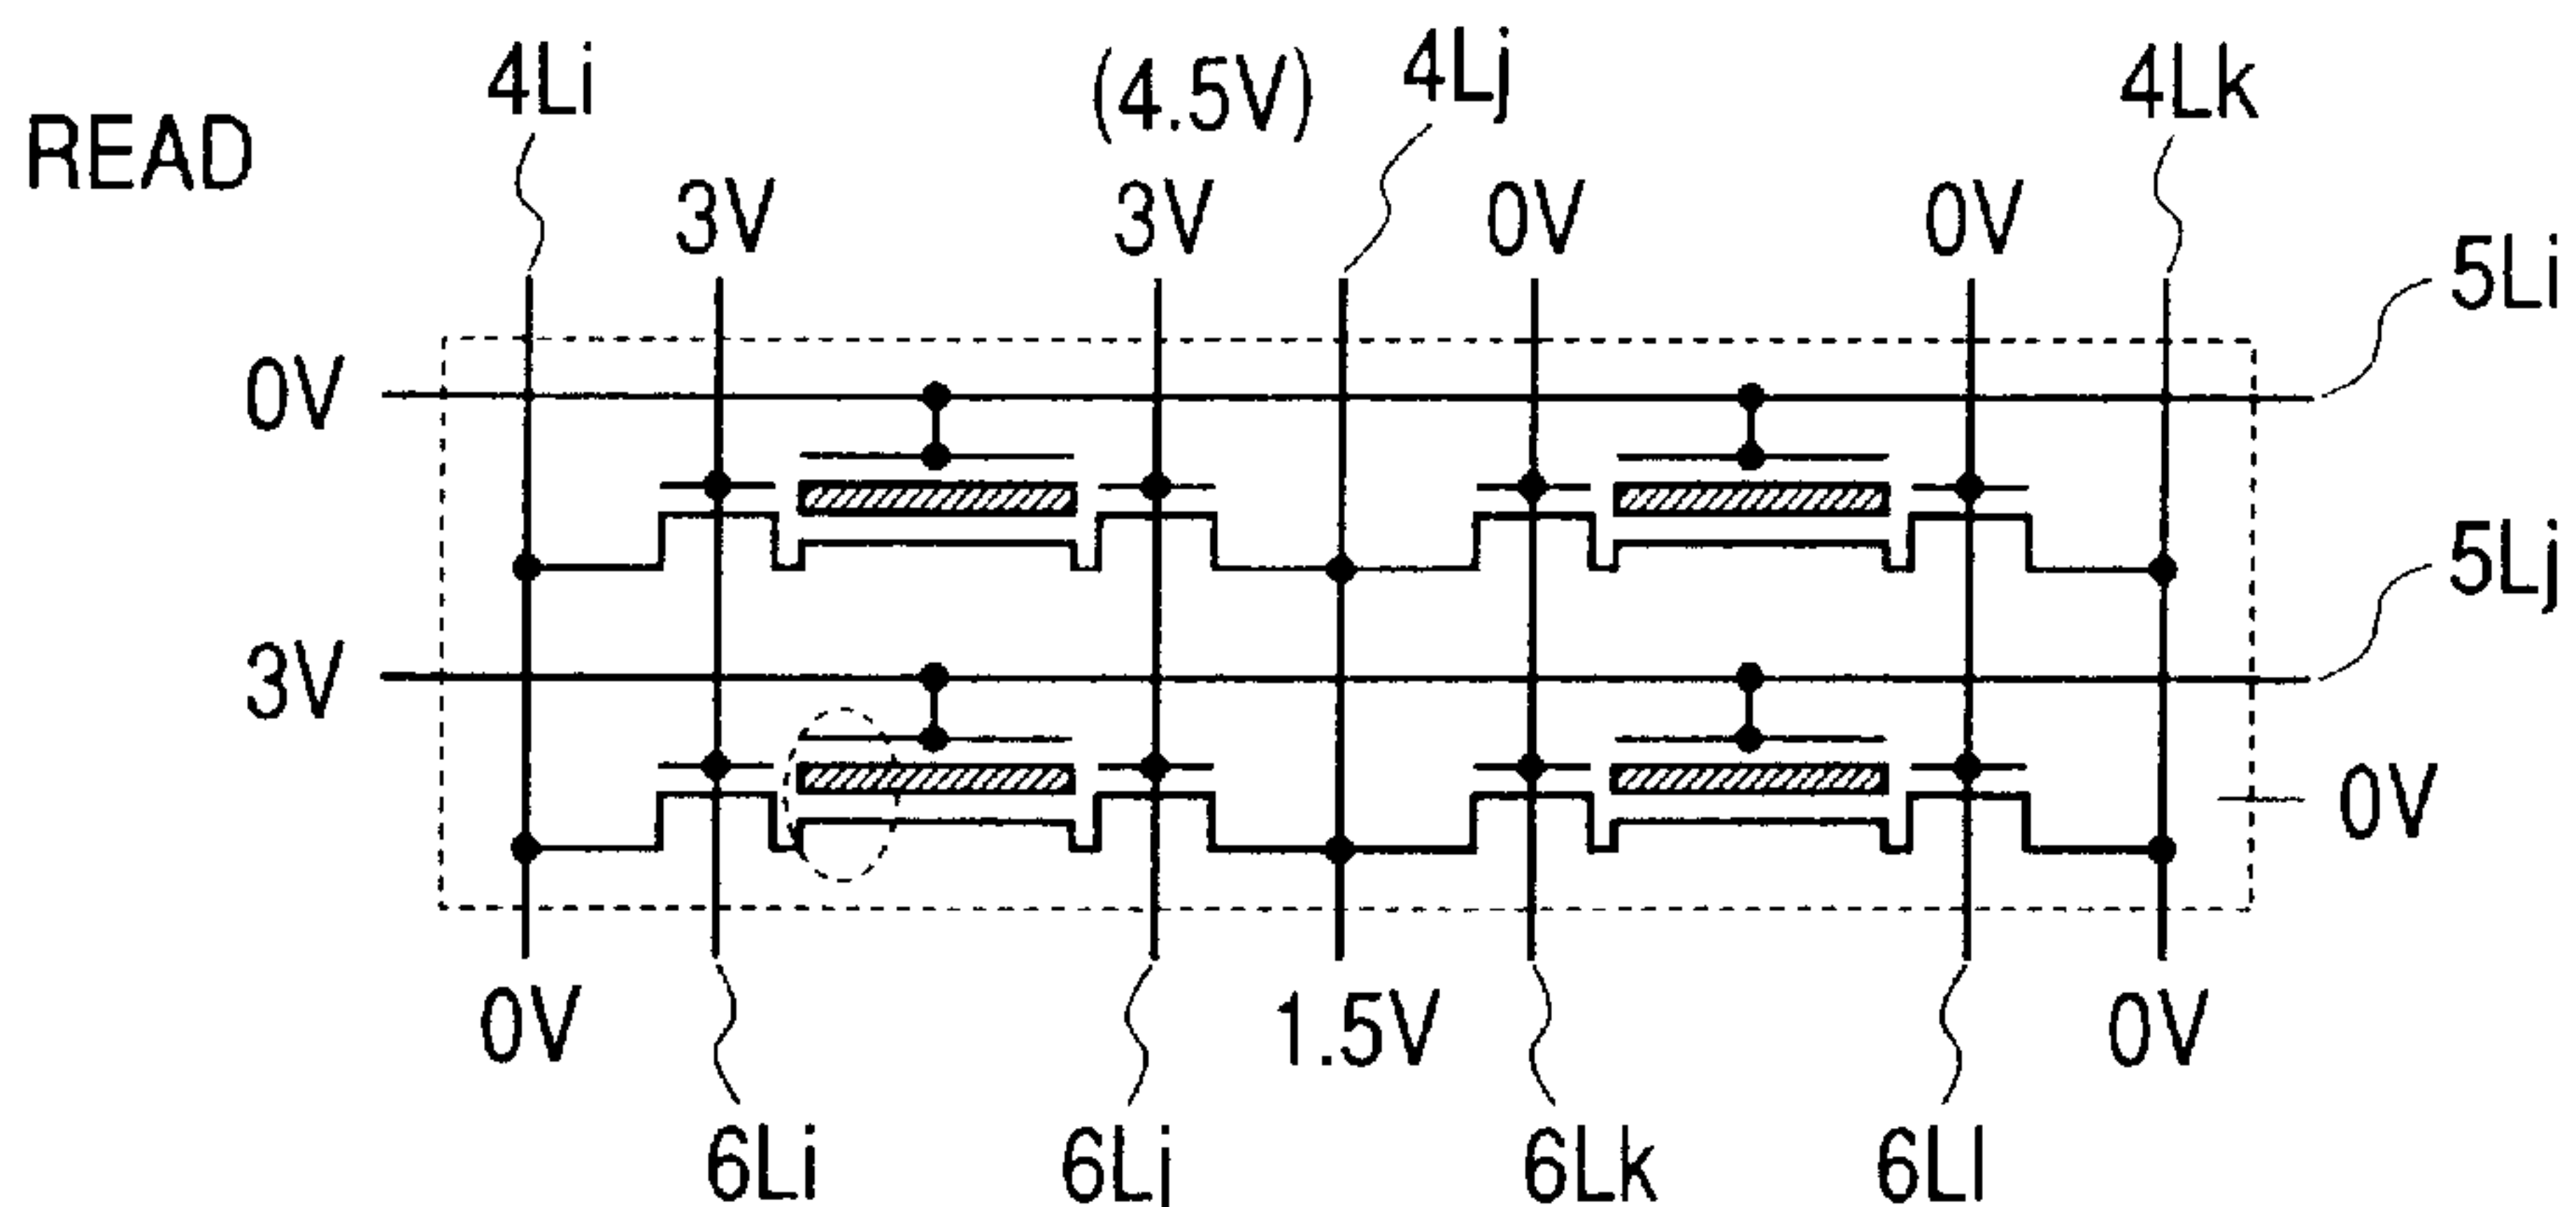 4Li (4.5V) 4Lj 4Lk
READ
3V 3V 0V 0V
5Li
0V
5Lj
3V
0V
0V 1.5V 0V
6Li 6Lj 6Lk 6Ll